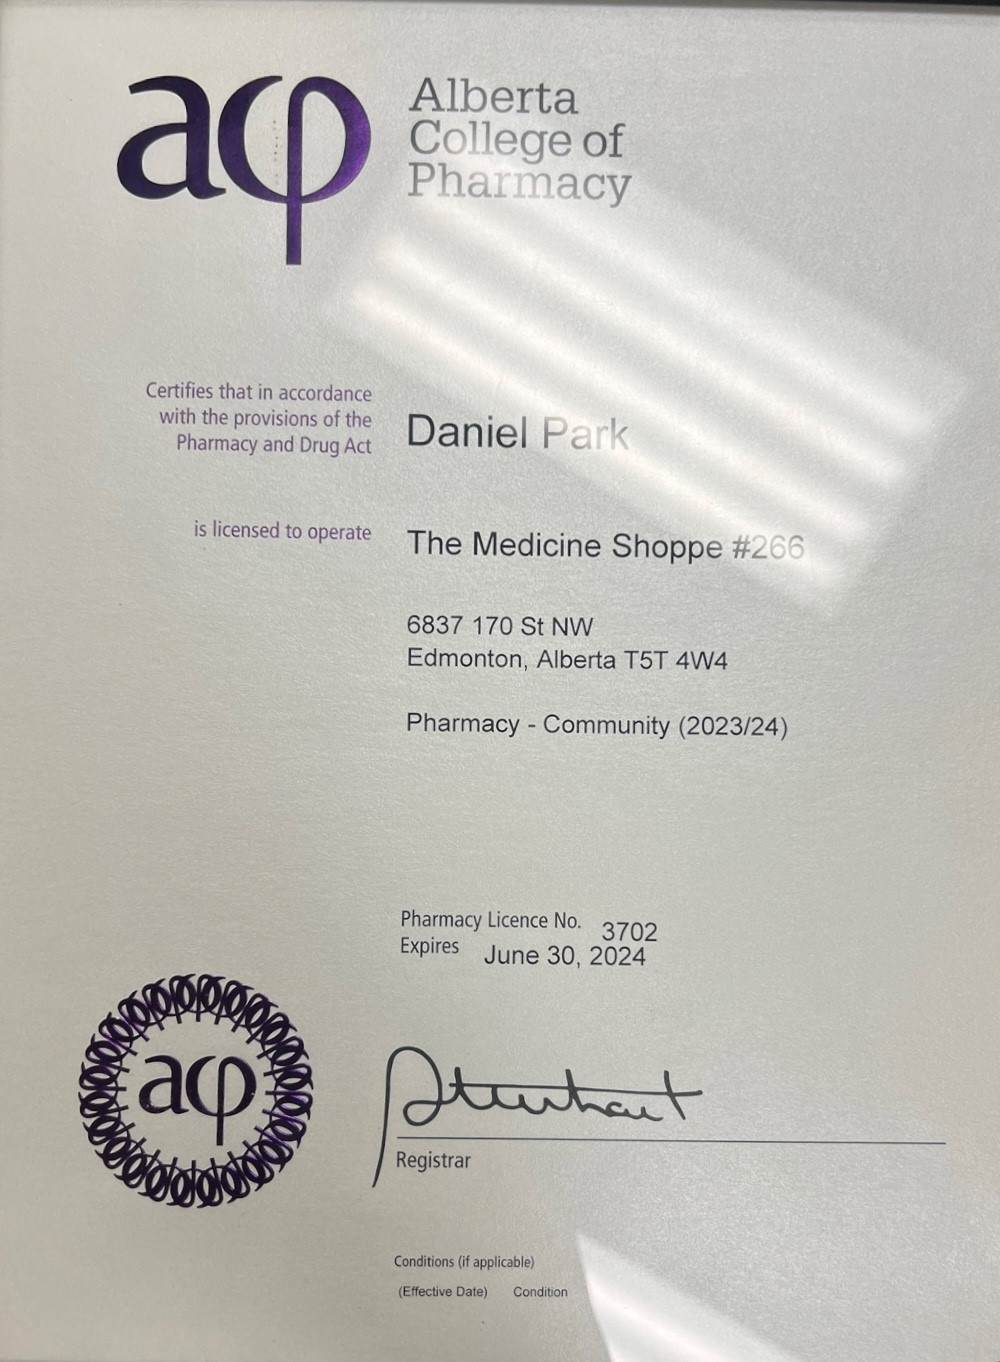 acp
Alberta
College of
Pharmacy
Certifies that in accordance
with the provisions of the
Pharmacy and Drug Act
Daniel Park
is licensed to operate
The Medicine Shoppe #266
6837 170 St NW
Edmonton, Alberta T5T 4W4
Pharmacy - Community (2023/24)
Pharmacy Licence No. 3702
Expires June 30, 2024
acp
Registrar
Conditions (if applicable)
(Effective Date) Condition